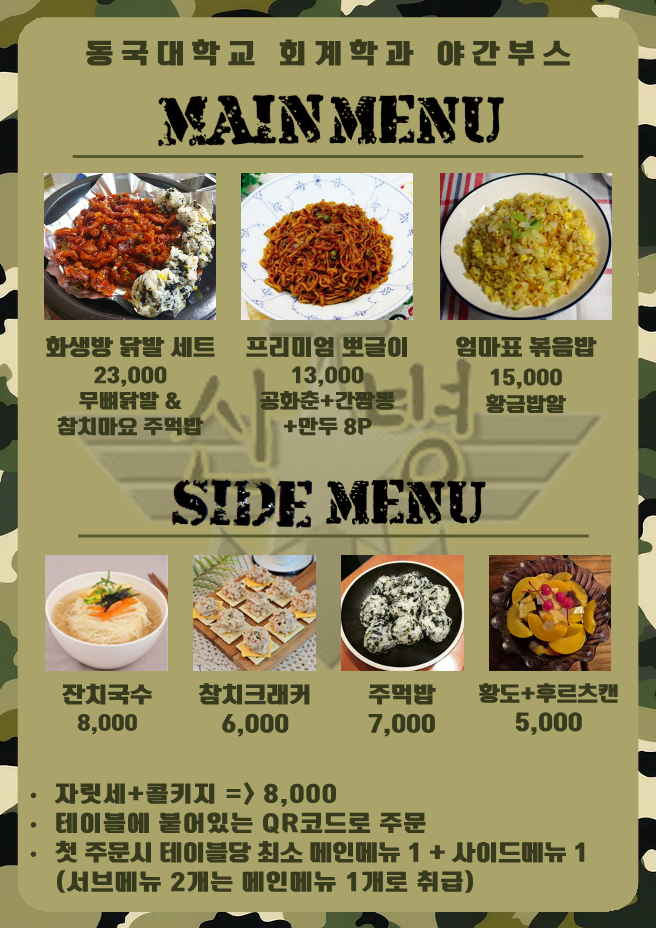 동국대학교 회계학과 야간부스
MAIN MENU
화생방 닭발 세트
23,000
무뼈닭발 &
참치마요 주먹밥
프리미엄 뽀글이
13,000
공화춘+간짬뽕
+만두 8P
엄마표 볶음밥
15,000
황금밥알
SIDE MENU
잔치국수
8,000
참치크래커
6,000
주먹밥
7,000
황도+후르츠캔
5,000
• 자릿세+콜키지 => 8,000
• 테이블에 붙어있는 QR코드로 주문
• 첫 주문시 테이블당 최소 메인메뉴 1 + 사이드메뉴 1
(서브메뉴 2개는 메인메뉴 1개로 취급)